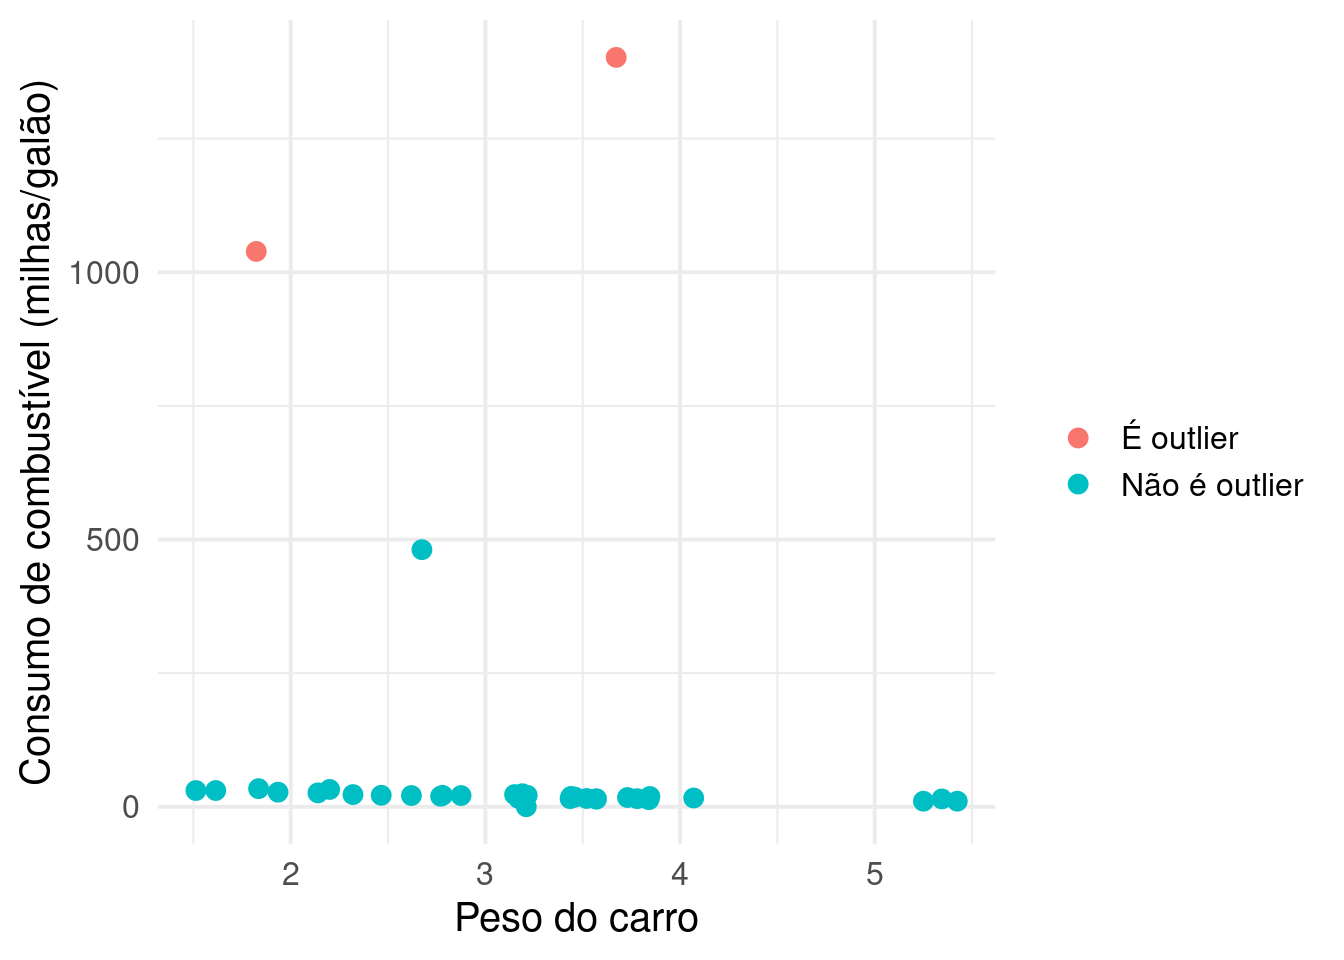 Consumo de combustível (milhas/galão)
1000
500
0
2 3 4 5
Peso do carro
É outlier
Não é outlier